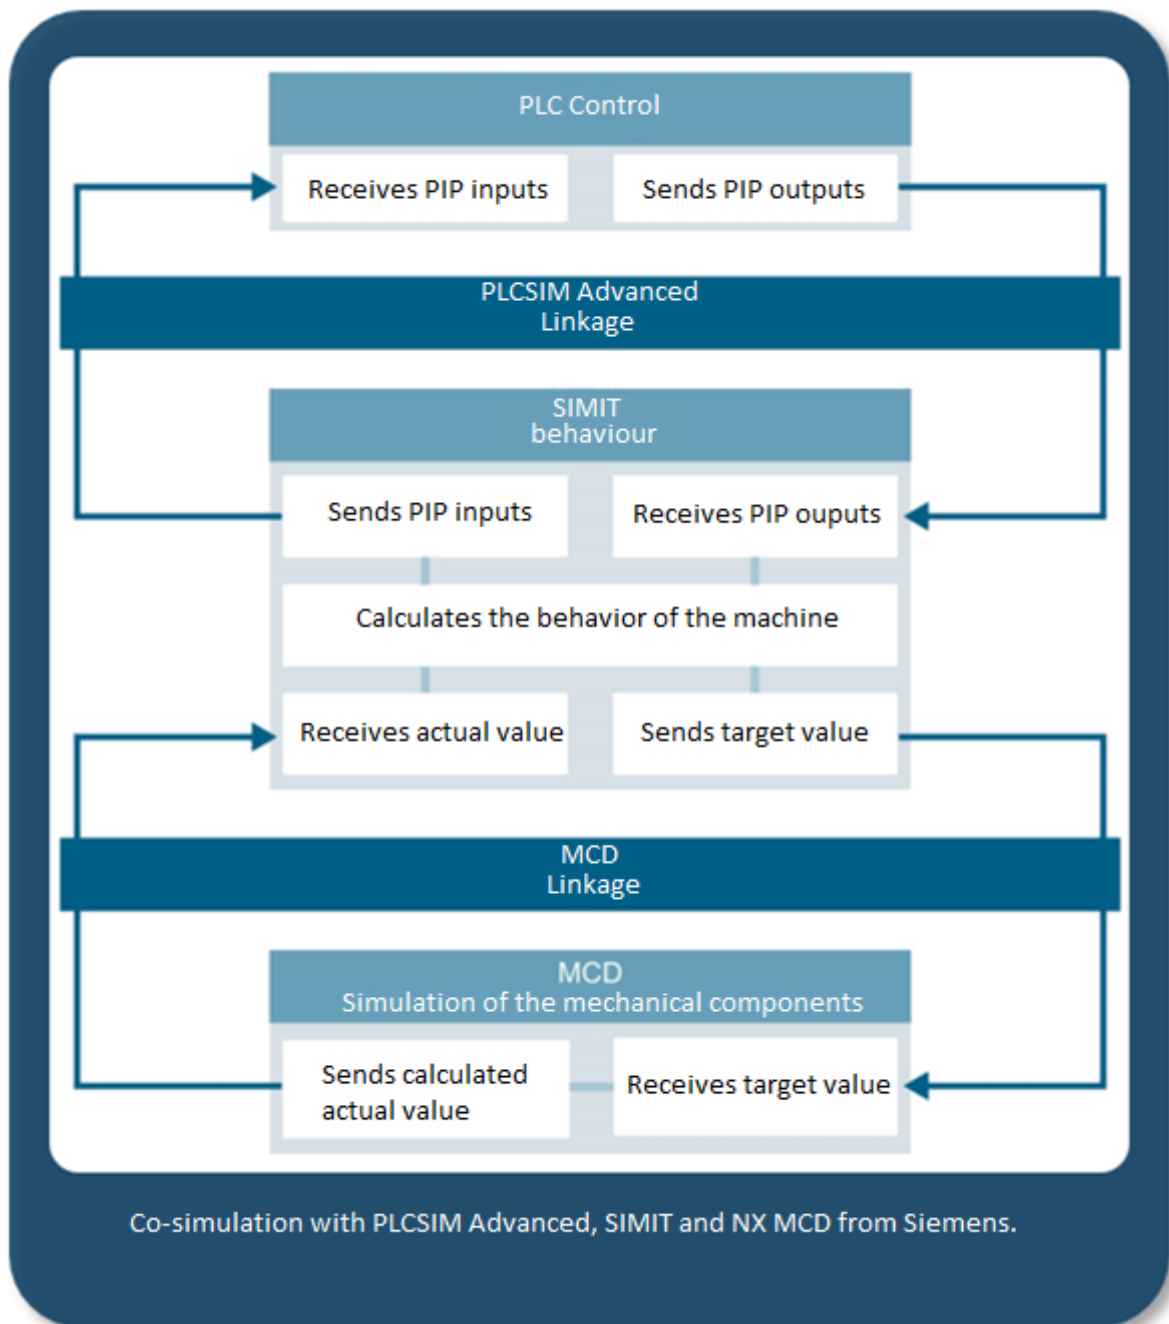 PLC Control
Receives PIP inputs
Sends PIP outputs
PLCSIM Advanced
Linkage
SIMIT
behaviour
Sends PIP inputs
Receives PIP ouputs
Calculates the behavior of the machine
Receives actual value
Sends target value
MCD
Linkage
MCD
Simulation of the mechanical components
Sends calculated
actual value
Receives target value
Co-simulation with PLCSIM Advanced, SIMIT and NX MCD from Siemens.